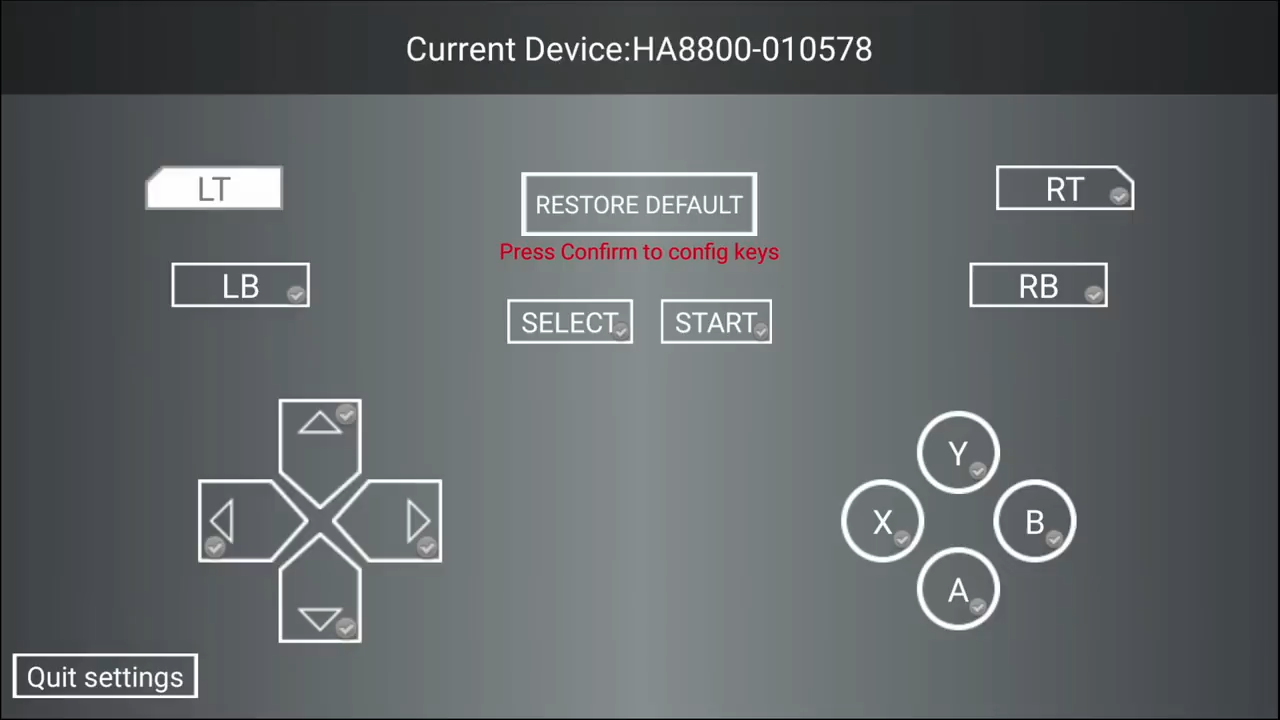 Current Device:HA8800-010578
LT
RESTORE DEFAULT
RT
Press Confirm to config keys
LB
RB
SELECT
START
Y
X
B
A
Quit settings